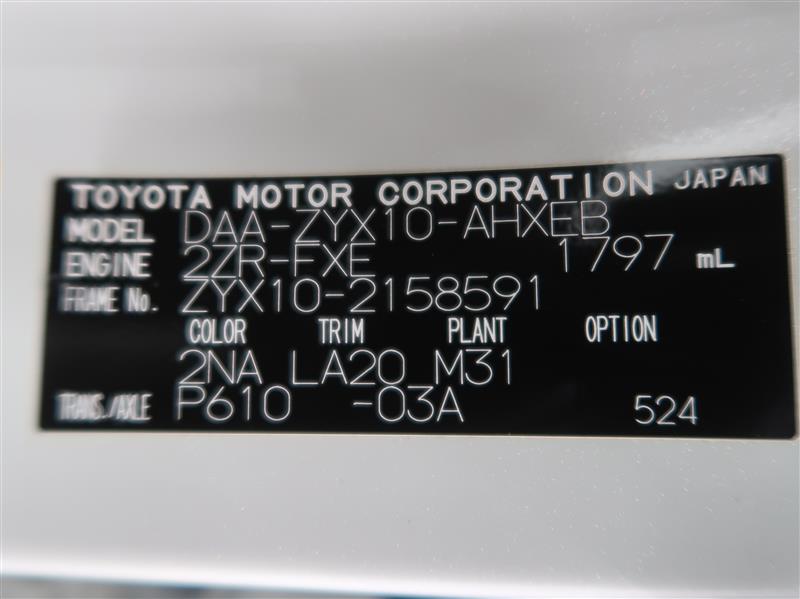 TOYOTA MOTOR CORPORATION JAPAN
MODEL DAA-ZYX10-AHXEB
ENGINE 2ZR-FXE 1797 mL
FRAME No. ZYX10-2158591
COLOR TRIM PLANT OPTION
2NA LA20 M31
TRANS./AXLE P610 -03A 524